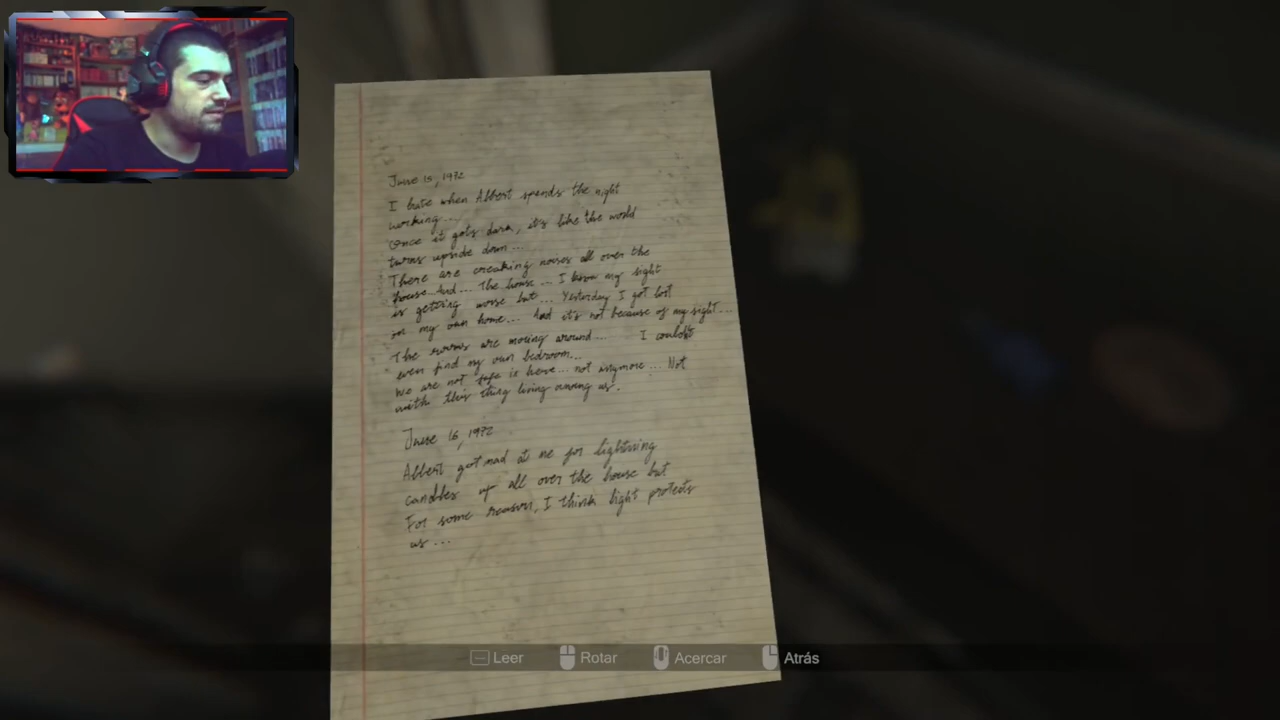 June 15, 1972
I hate when Albert spends the night
working...
Once it gets dark, it's like the world
turns upside down...
There are creaking noises all over the
house. And... The house... I know my sight
is getting worse but... Yesterday I got lost
in my own home... And it's not because of my sight...
The rooms are moving around... I couldn't
even find my own bedroom...
We are not safe in here... not anymore... Not
with this thing living among us.
June 16, 1972
Albert got mad at me for lightning
candles up all over the house but
For some reason, I think light protects
us...
Leer
Rotar
Acercar
Atrás